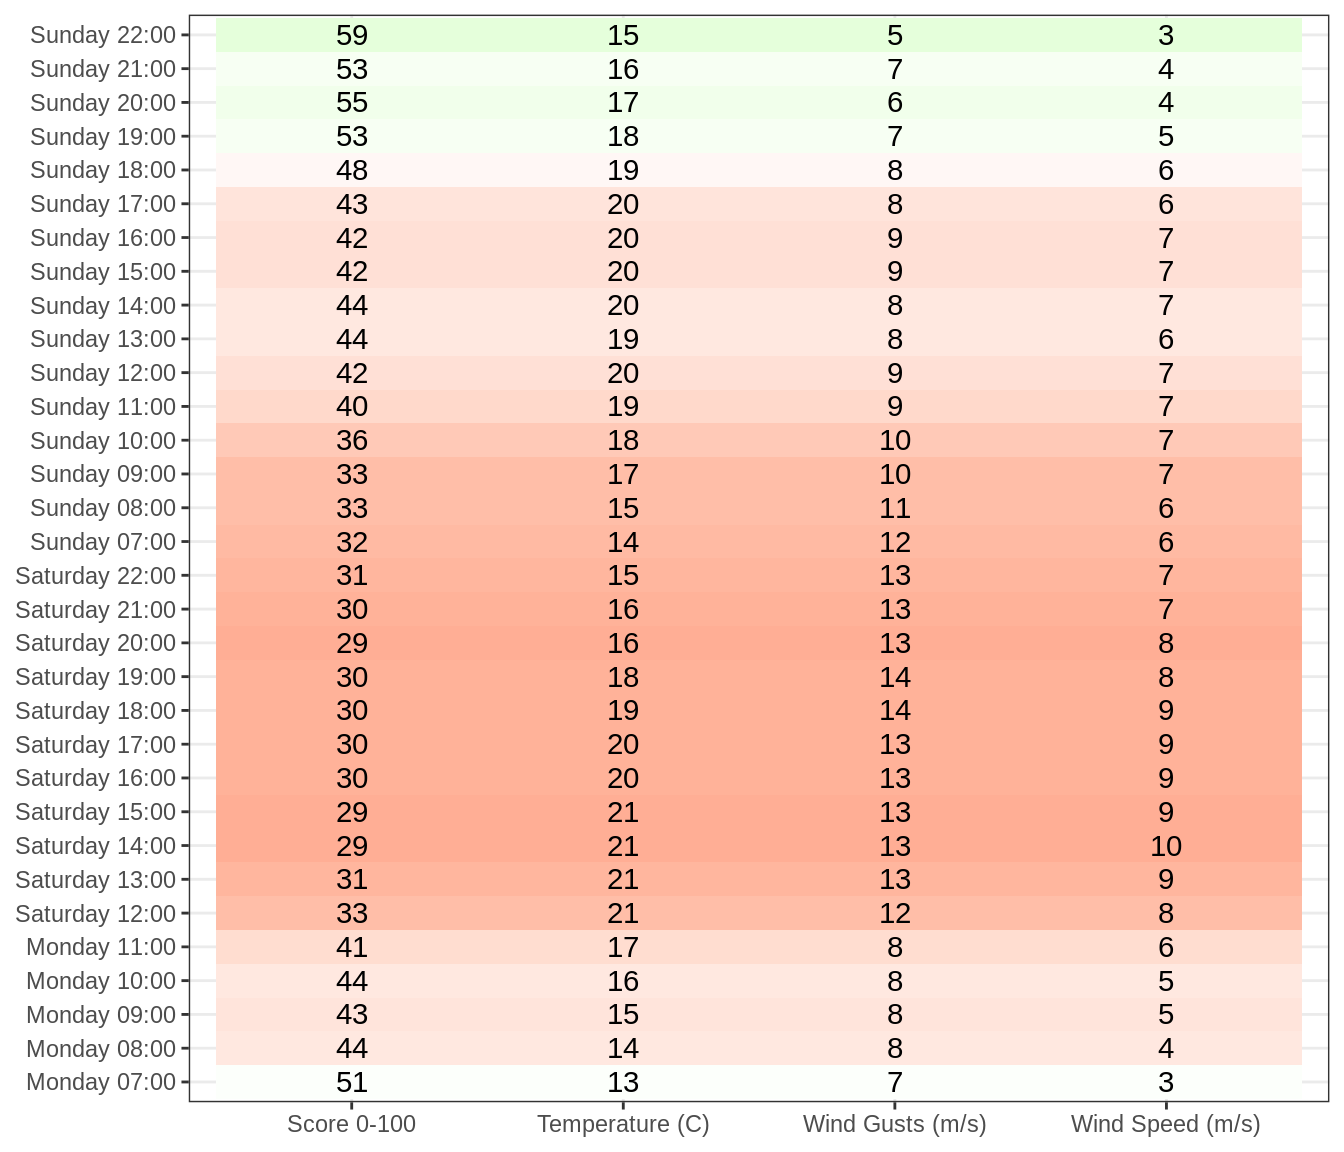 Sunday 22:00 59 15 5 3
Sunday 21:00 53 16 7 4
Sunday 20:00 55 17 6 4
Sunday 19:00 53 18 7 5
Sunday 18:00 48 19 8 6
Sunday 17:00 43 20 8 6
Sunday 16:00 42 20 9 7
Sunday 15:00 42 20 9 7
Sunday 14:00 44 20 8 7
Sunday 13:00 44 19 8 6
Sunday 12:00 42 20 9 7
Sunday 11:00 40 19 9 7
Sunday 10:00 36 18 10 7
Sunday 09:00 33 17 10 7
Sunday 08:00 33 15 11 6
Sunday 07:00 32 14 12 6
Saturday 22:00 31 15 13 7
Saturday 21:00 30 16 13 7
Saturday 20:00 29 16 13 8
Saturday 19:00 30 18 14 8
Saturday 18:00 30 19 14 9
Saturday 17:00 30 20 13 9
Saturday 16:00 30 20 13 9
Saturday 15:00 29 21 13 9
Saturday 14:00 29 21 13 10
Saturday 13:00 31 21 13 9
Saturday 12:00 33 21 12 8
Monday 11:00 41 17 8 6
Monday 10:00 44 16 8 5
Monday 09:00 43 15 8 5
Monday 08:00 44 14 8 4
Monday 07:00 51 13 7 3
Score 0-100 Temperature (C) Wind Gusts (m/s) Wind Speed (m/s)